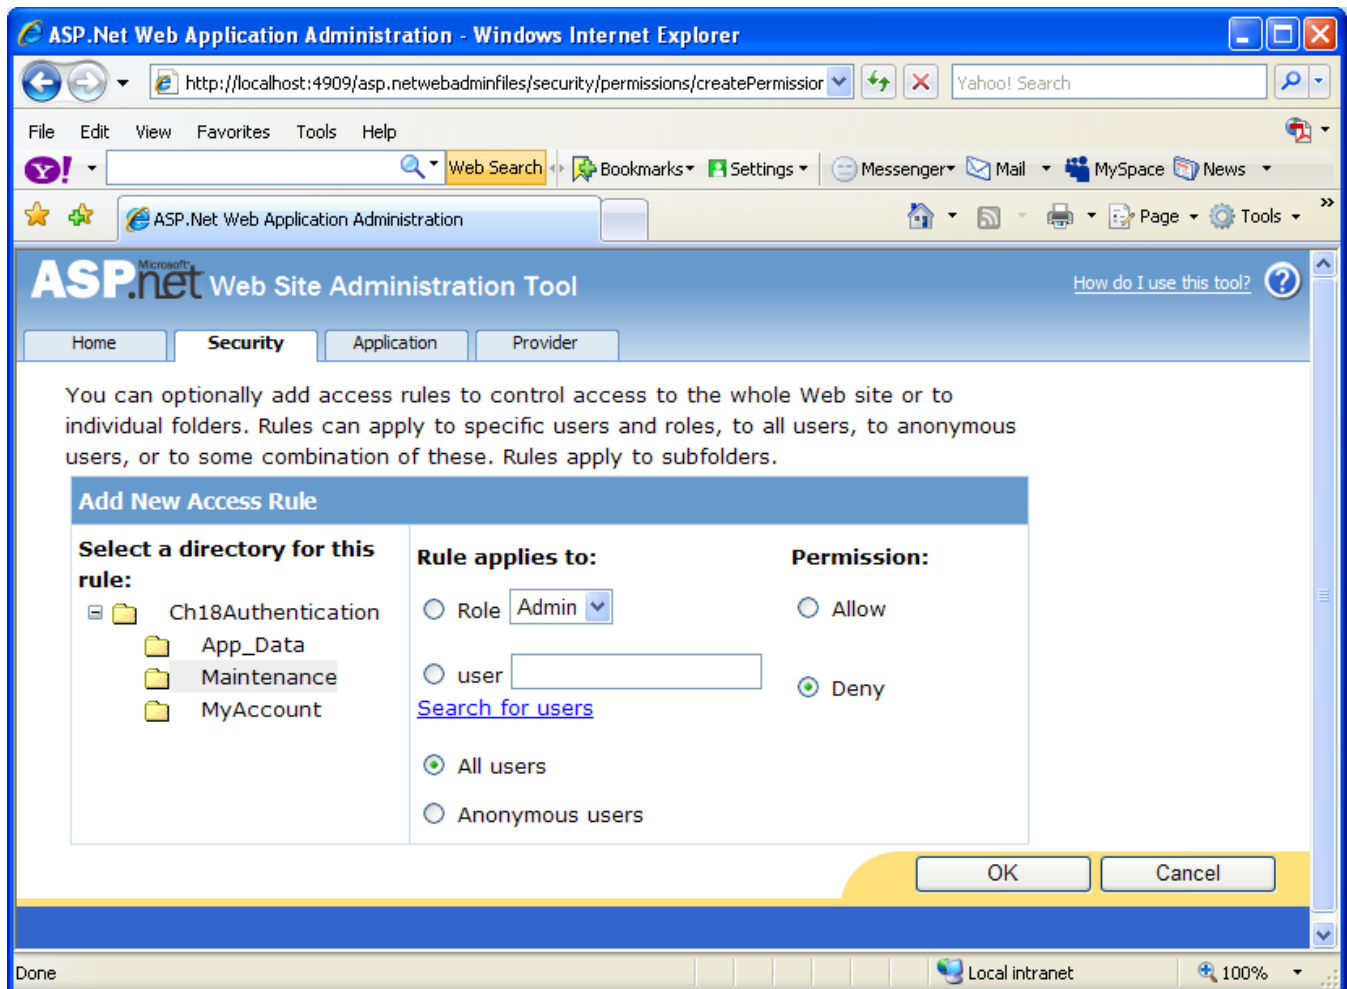 ASP.Net Web Application Administration - Windows Internet Explorer
http://localhost:4909/asp.netwebadminfiles/security/permissions/createPermission
Yahoo! Search
File Edit View Favorites Tools Help
Y! Web Search Bookmarks Settings Messenger Mail MySpace News
ASP.Net Web Application Administration
Page Tools »
Microsoft
ASP.net Web Site Administration Tool
How do I use this tool? ?
Home Security Application Provider
You can optionally add access rules to control access to the whole Web site or to
individual folders. Rules can apply to specific users and roles, to all users, to anonymous
users, or to some combination of these. Rules apply to subfolders.
Add New Access Rule
Select a directory for this
rule:
Ch18Authentication
App_Data
Maintenance
MyAccount
Rule applies to:
Role Admin
user
Search for users
All users
Anonymous users
Permission:
Allow
Deny
OK Cancel
Done Local intranet 100%